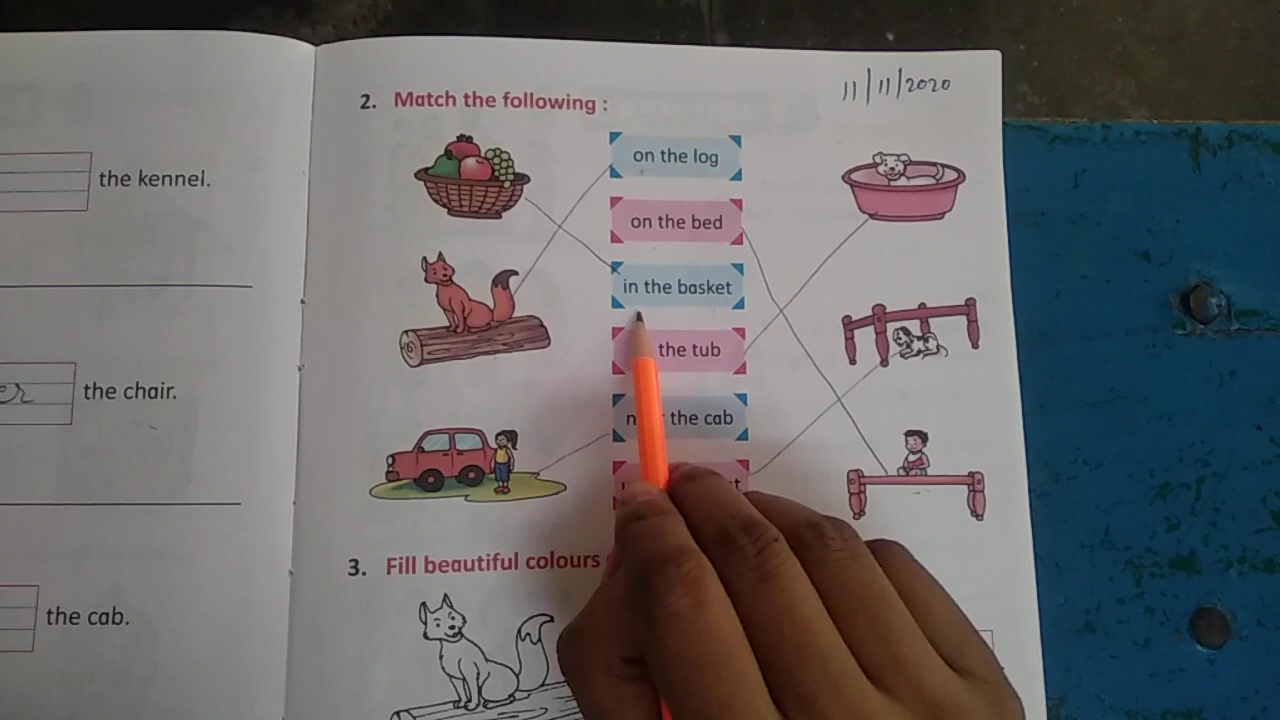 11/11/2020
2. Match the following :
the kennel.
on the log
on the bed
in the basket
the tub
the chair.
the cab
3. Fill beautiful colours
the cab.